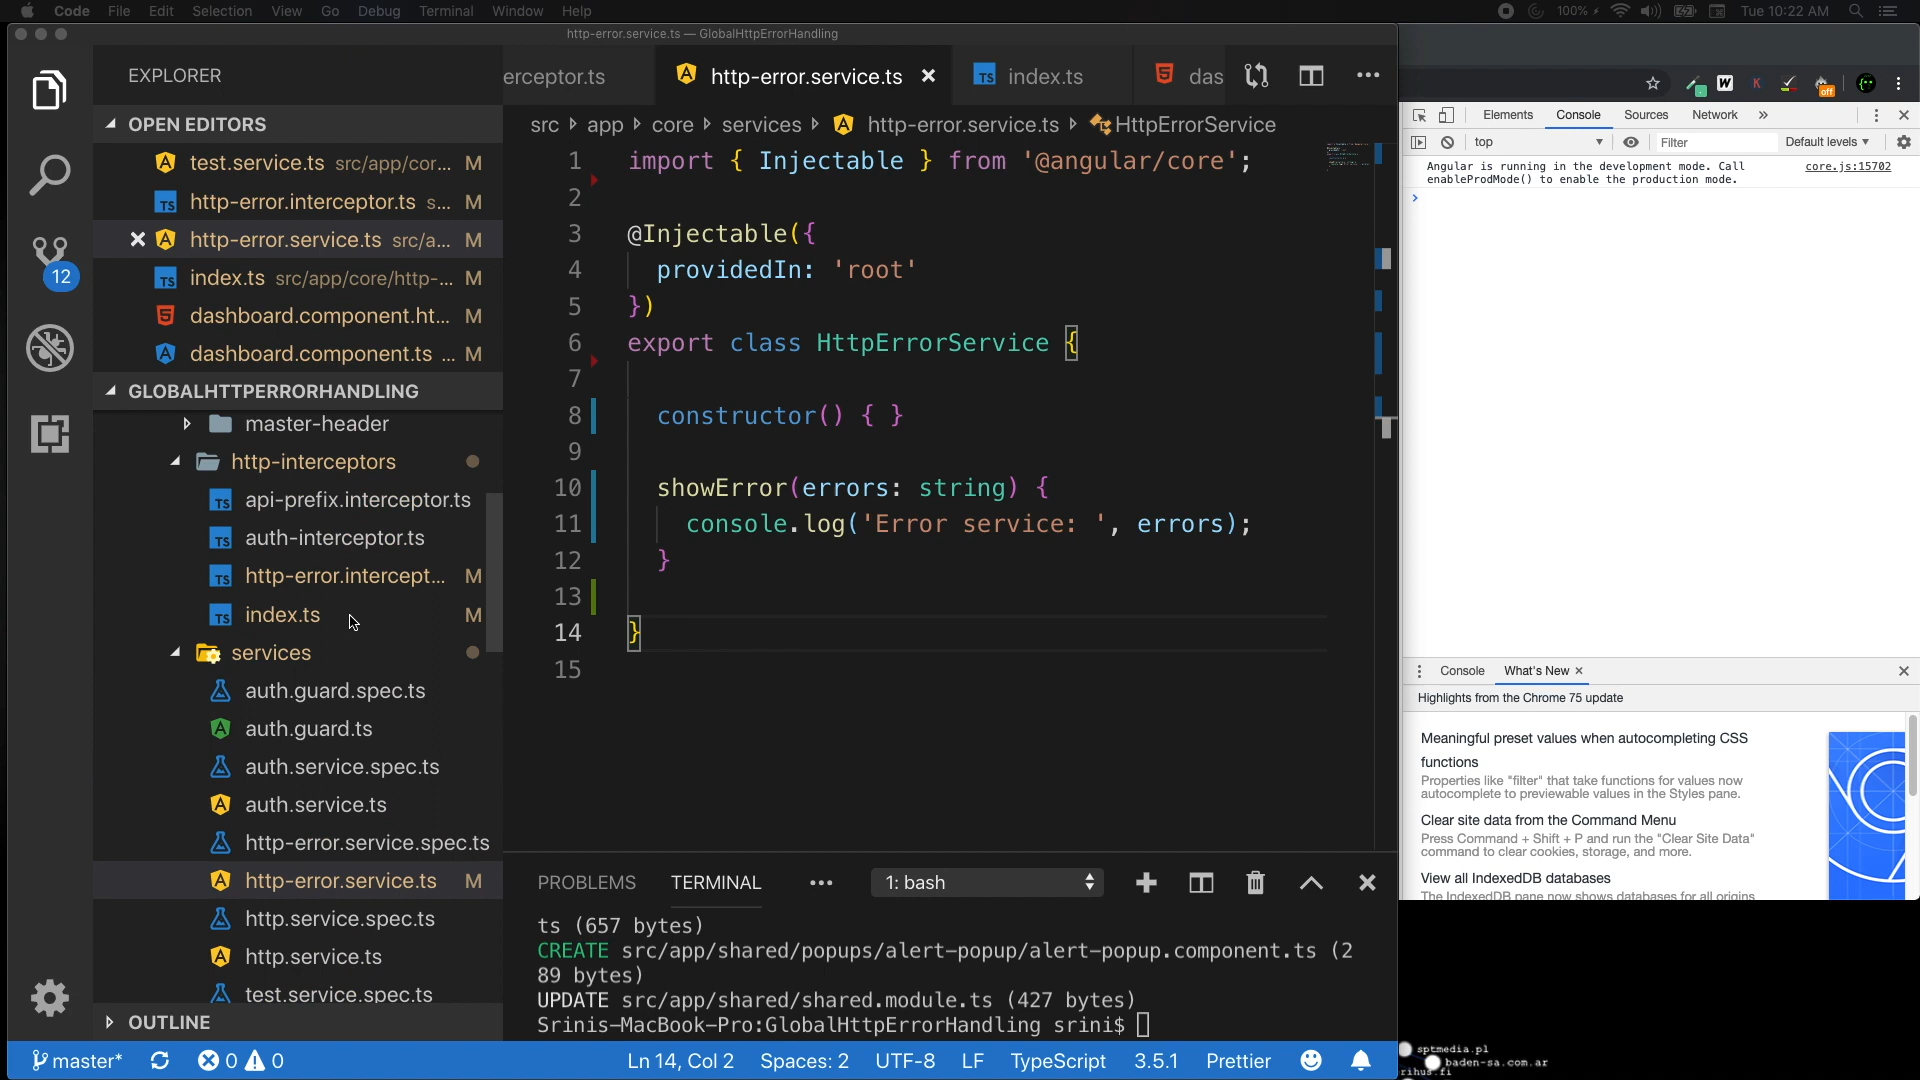 Code File Edit Selection View Go Debug Terminal Window Help
100% Tue 10:22 AM
http-error.service.ts — GlobalHttpErrorHandling
EXPLORER
erceptor.ts
http-error.service.ts
TS index.ts
das
OPEN EDITORS
test.service.ts src/app/cor... M
TS http-error.interceptor.ts s... M
http-error.service.ts src/a... M
TS index.ts src/app/core/http-... M
dashboard.component.ht... M
dashboard.component.ts ... M
12
GLOBALHTTPERRORHANDLING
master-header
http-interceptors
TS api-prefix.interceptor.ts
TS auth-interceptor.ts
TS http-error.intercept... M
TS index.ts M
services
auth.guard.spec.ts
auth.guard.ts
auth.service.spec.ts
auth.service.ts
http-error.service.spec.ts
http-error.service.ts M
http.service.spec.ts
http.service.ts
test.service.spec.ts
OUTLINE
src app core services http-error.service.ts HttpErrorService
1 import { Injectable } from '@angular/core';
2
3 @Injectable({
4 providedIn: 'root'
5 })
6 export class HttpErrorService {
7
8 constructor() { }
9
10 showError(errors: string) {
11 console.log('Error service: ', errors);
12 }
13
14 }
15
PROBLEMS TERMINAL ••• 1: bash
ts (657 bytes)
CREATE src/app/shared/popups/alert-popup/alert-popup.component.ts (2
89 bytes)
UPDATE src/app/shared/shared.module.ts (427 bytes)
Srinis-MacBook-Pro:GlobalHttpErrorHandling srini$
master* 0 0 Ln 14, Col 2 Spaces: 2 UTF-8 LF TypeScript 3.5.1 Prettier
W K off
Elements Console Sources Network »
top Filter Default levels
Angular is running in the development mode. Call core.js:15702
enableProdMode() to enable the production mode.
Console What's New
Highlights from the Chrome 75 update
Meaningful preset values when autocompleting CSS
functions
Properties like "filter" that take functions for values now
autocomplete to previewable values in the Styles pane.
Clear site data from the Command Menu
Press Command + Shift + P and run the "Clear Site Data"
command to clear cookies, storage, and more.
View all IndexedDB databases
The IndexedDB pane now shows databases for all origins
sptmedia.pl
baden-sa.com.ar
rihus.fi